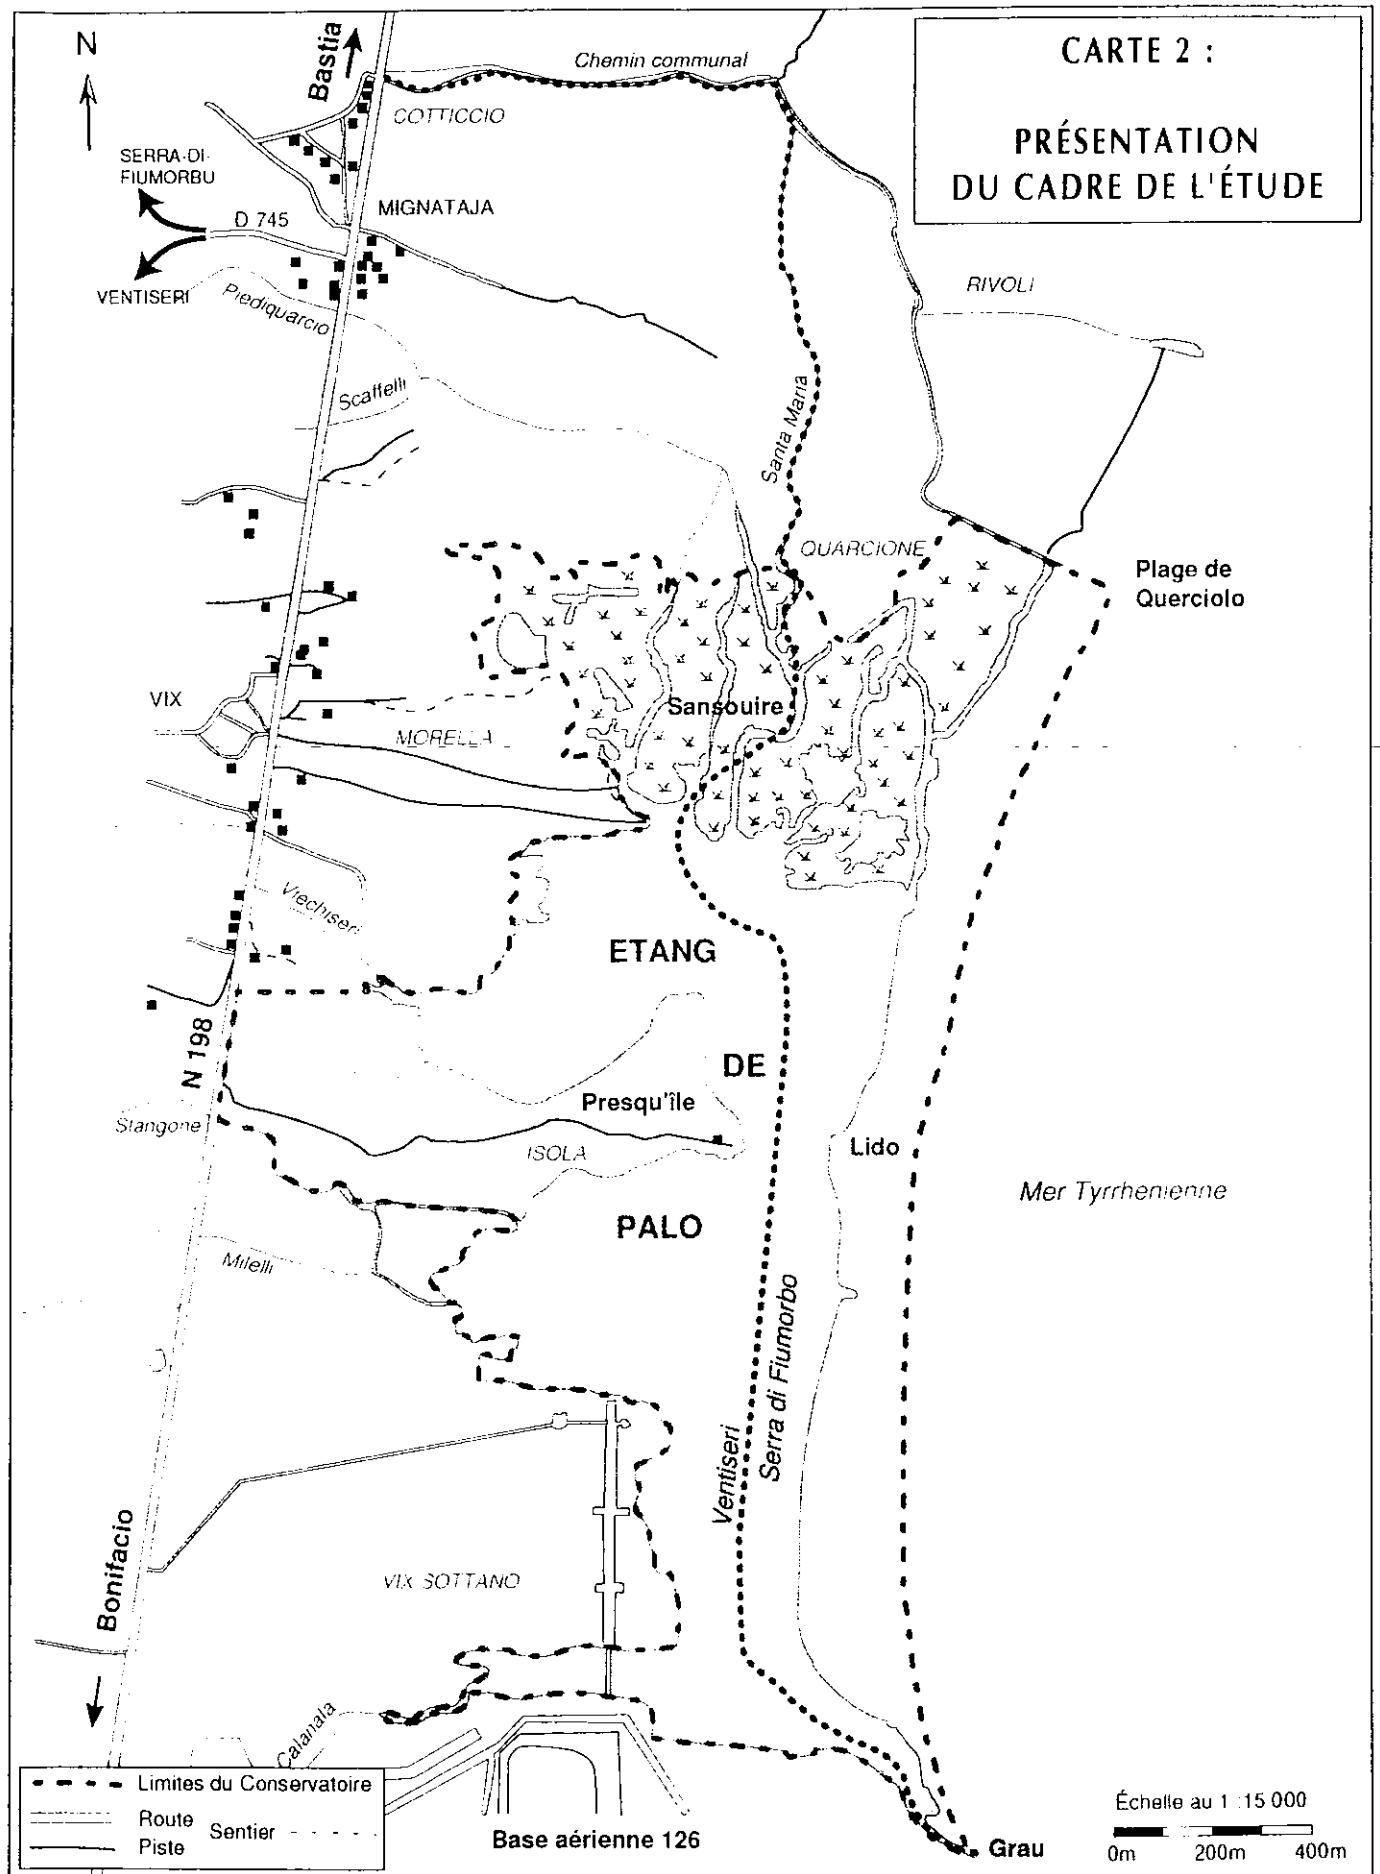 CARTE 2 :
PRÉSENTATION
DU CADRE DE L'ÉTUDE
N
Bastia
Chemin communal
COTTICCIO
SERRA-DI-
FIUMORBU
D 745
MIGNATAJA
VENTISERI
Piediquarcio
RIVOLI
Scaffelli
Santa Maria
QUARCIONE
Plage de
Querciolo
VIX
Sansouire
MORELLA
Viechiseri
ETANG
N 198
DE
Presqu'île
Stangone
ISOLA
Lido
Mer Tyrrhenienne
PALO
Milelli
Ventiseri
Serra di Fiumorbo
Bonifacio
VIX SOTTANO
Calanala
Limites du Conservatoire
Route
Sentier
Piste
Base aérienne 126
Grau
Échelle au 1 :15 000
0m 200m 400m